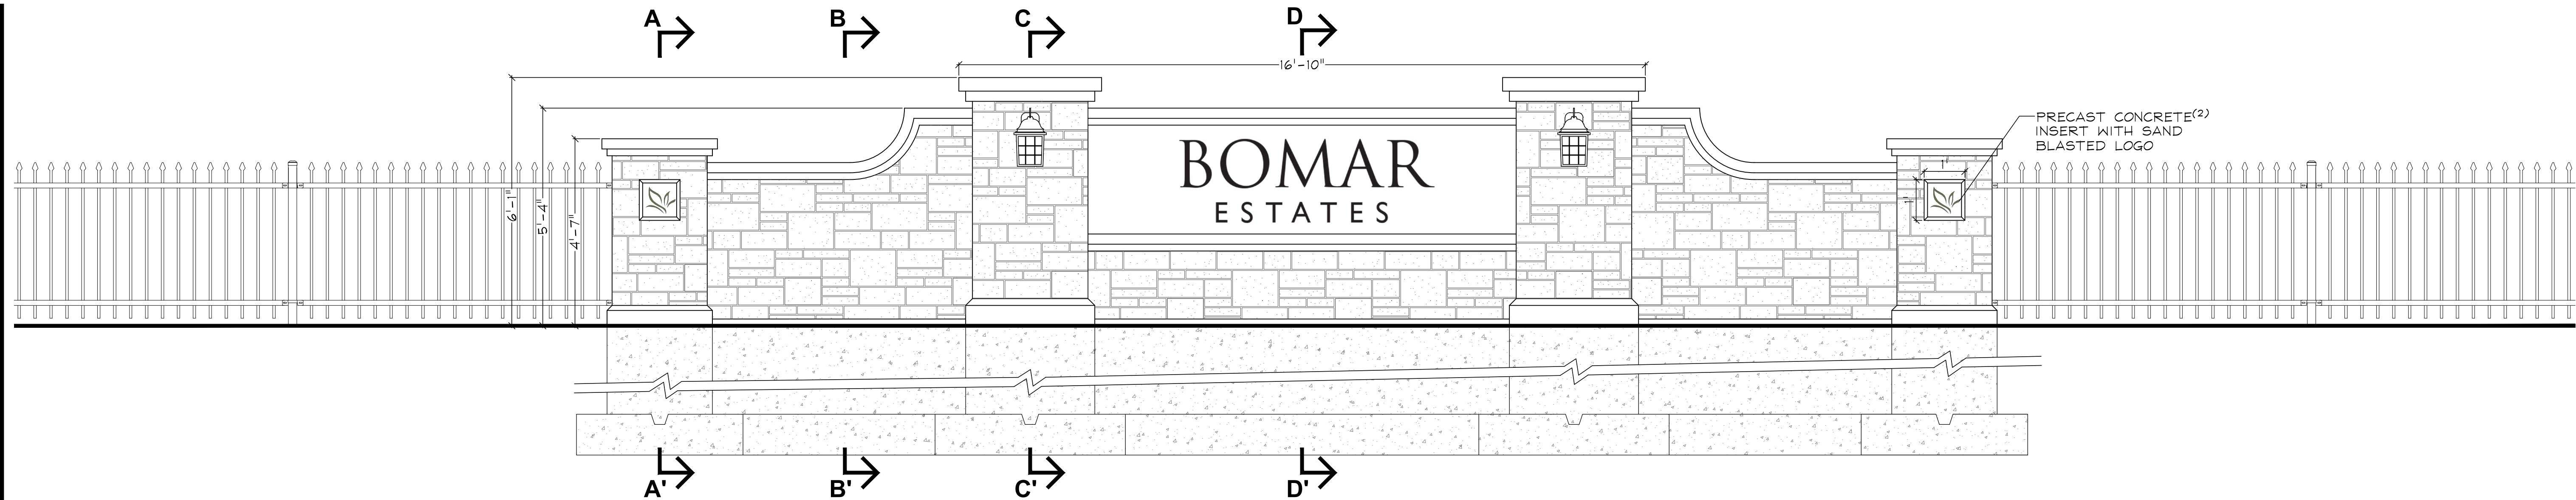 A
B
C
D
16'-10"
6'-1"
5'-4"
4'-7"
BOMAR
ESTATES
1'
1'
PRECAST CONCRETE(2)
INSERT WITH SAND
BLASTED LOGO
A'
B'
C'
D'